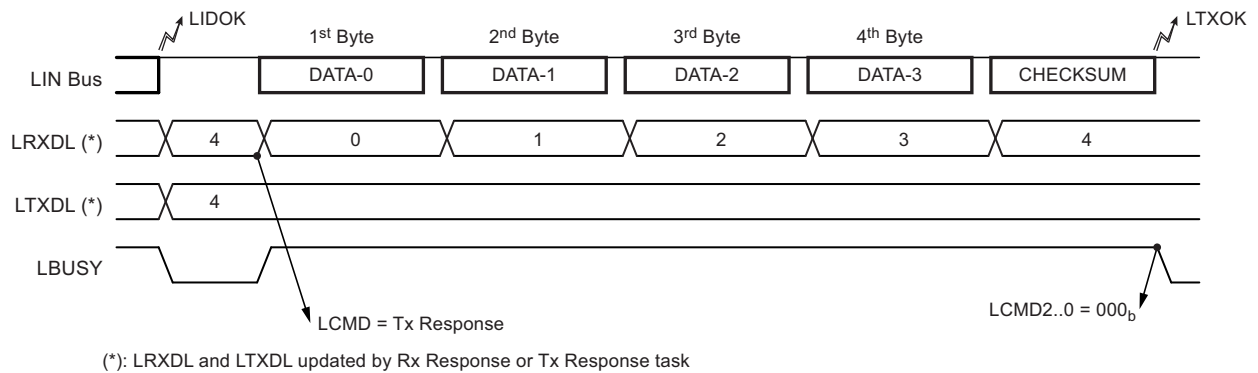 LIDOK LTXOK
1st Byte 2nd Byte 3rd Byte 4th Byte
LIN Bus DATA-0 DATA-1 DATA-2 DATA-3 CHECKSUM
LRXDL (*) 4 0 1 2 3 4
LTXDL (*) 4
LBUSY
LCMD = Tx Response LCMD2..0 = 000b
(*): LRXDL and LTXDL updated by Rx Response or Tx Response task